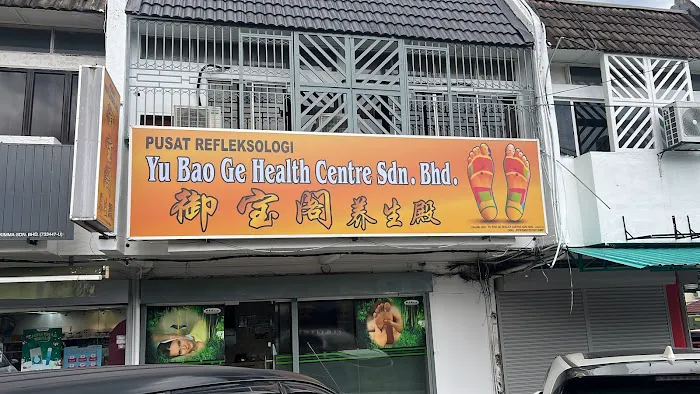 PUSAT REFLEKSOLOGI
Yu Bao Ge Health Centre Sdn. Bhd.
御宝阁养生殿